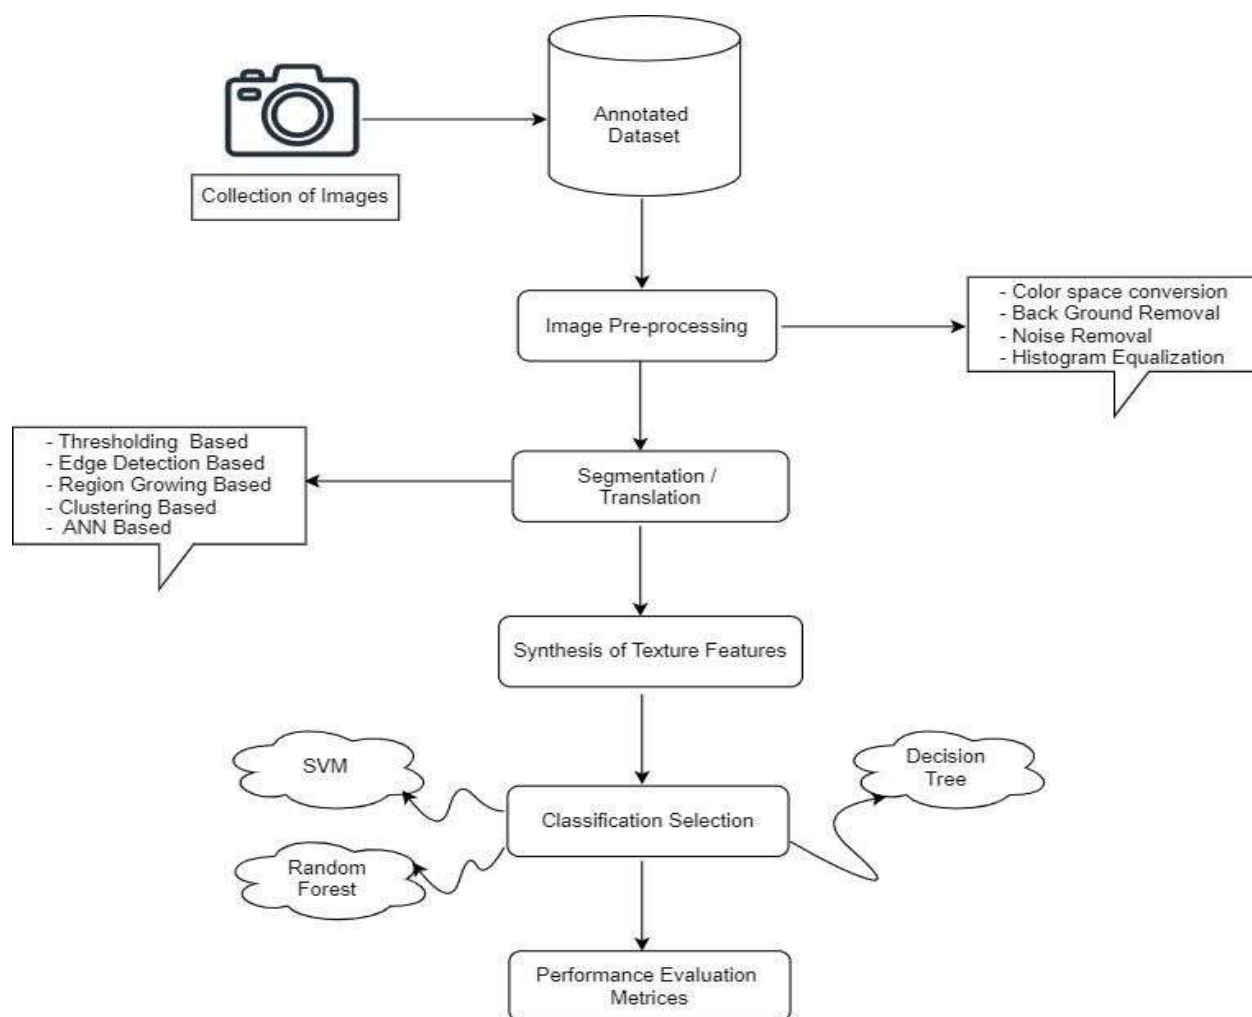 Annotated
Dataset
Collection of Images
Image Pre-processing
- Color space conversion
- Back Ground Removal
- Noise Removal
- Histogram Equalization
- Thresholding  Based
- Edge Detection Based
- Region Growing Based
- Clustering Based
-  ANN Based
Segmentation /
Translation
Synthesis of Texture Features
SVM
Decision
Tree
Classification Selection
Random
Forest
Performance Evaluation
Metrices